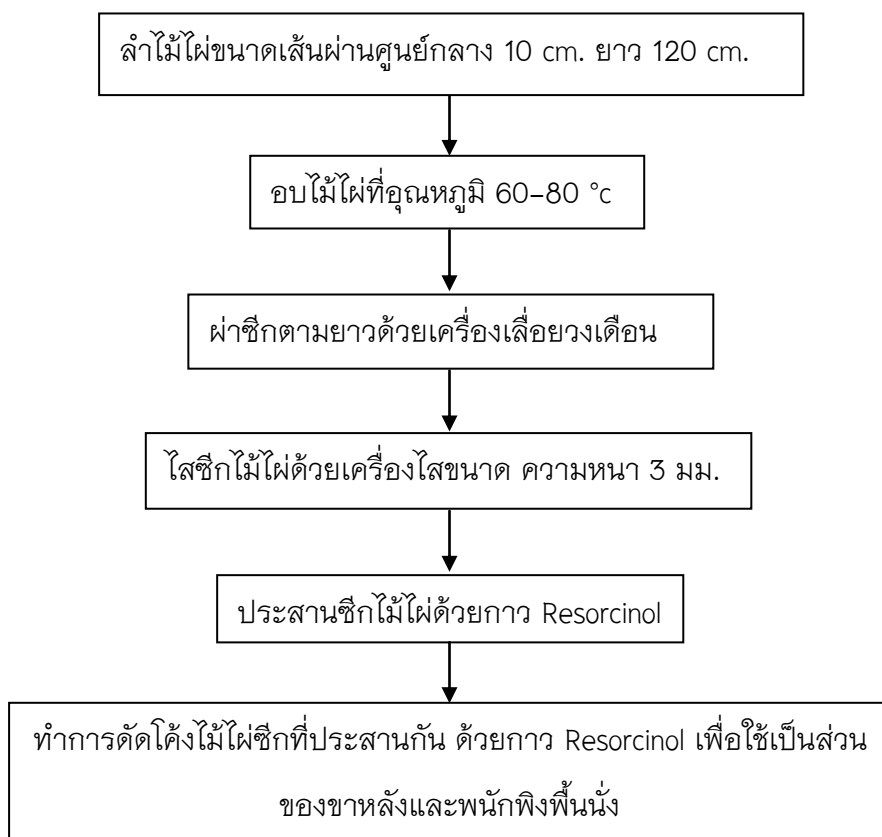 ลำไม้ไผ่ขนาดเส้นผ่านศูนย์กลาง 10 cm. ยาว 120 cm.
อบไม้ไผ่ที่อุณหภูมิ 60–80 °c
ผ่าซีกตามยาวด้วยเครื่องเลื่อยวงเดือน
ไสซีกไม้ไผ่ด้วยเครื่องไสขนาด ความหนา 3 มม.
ประสานซีกไม้ไผ่ด้วยกาว Resorcinol
ทำการดัดโค้งไม้ไผ่ซีกที่ประสานกัน ด้วยกาว Resorcinol เพื่อใช้เป็นส่วน
ของขาหลังและพนักพิงพื้นนั่ง